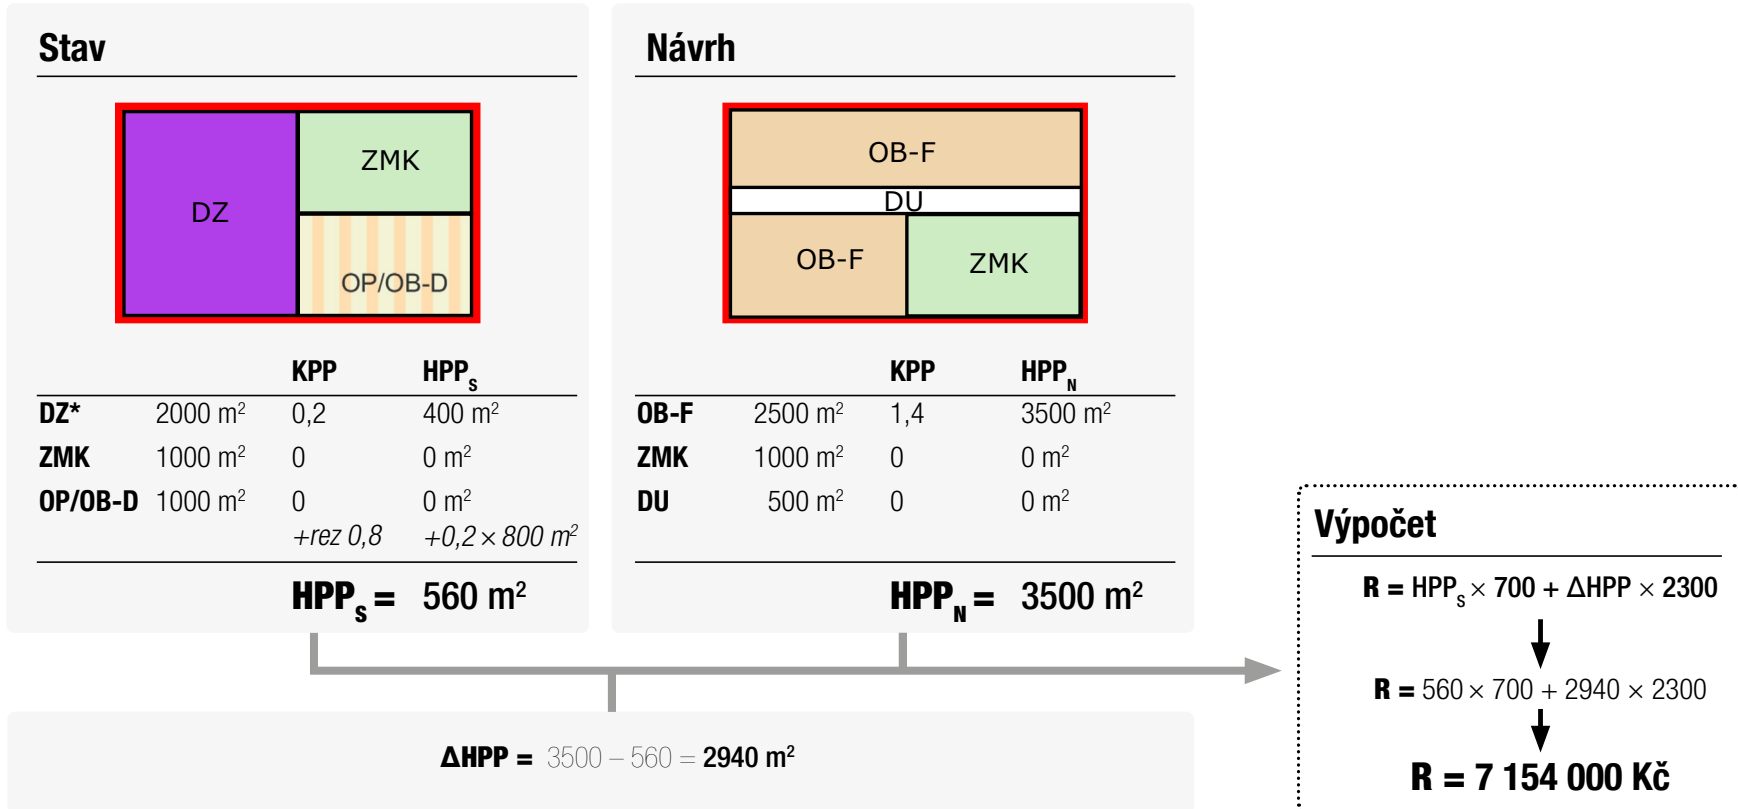 Stav
DZ
ZMK
OP/OB-D
KPP HPPS
DZ* 2000 m² 0,2 400 m²
ZMK 1000 m² 0 0 m²
OP/OB-D 1000 m² 0 0 m²
+rez 0,8 +0,2 × 800 m²
HPPS = 560 m²
Návrh
OB-F
DU
OB-F
ZMK
KPP HPPN
OB-F 2500 m² 1,4 3500 m²
ZMK 1000 m² 0 0 m²
DU 500 m² 0 0 m²
HPPN = 3500 m²
ΔHPP = 3500 – 560 = 2940 m²
Výpočet
R = HPPS × 700 + ΔHPP × 2300
R = 560 × 700 + 2940 × 2300
R = 7 154 000 Kč